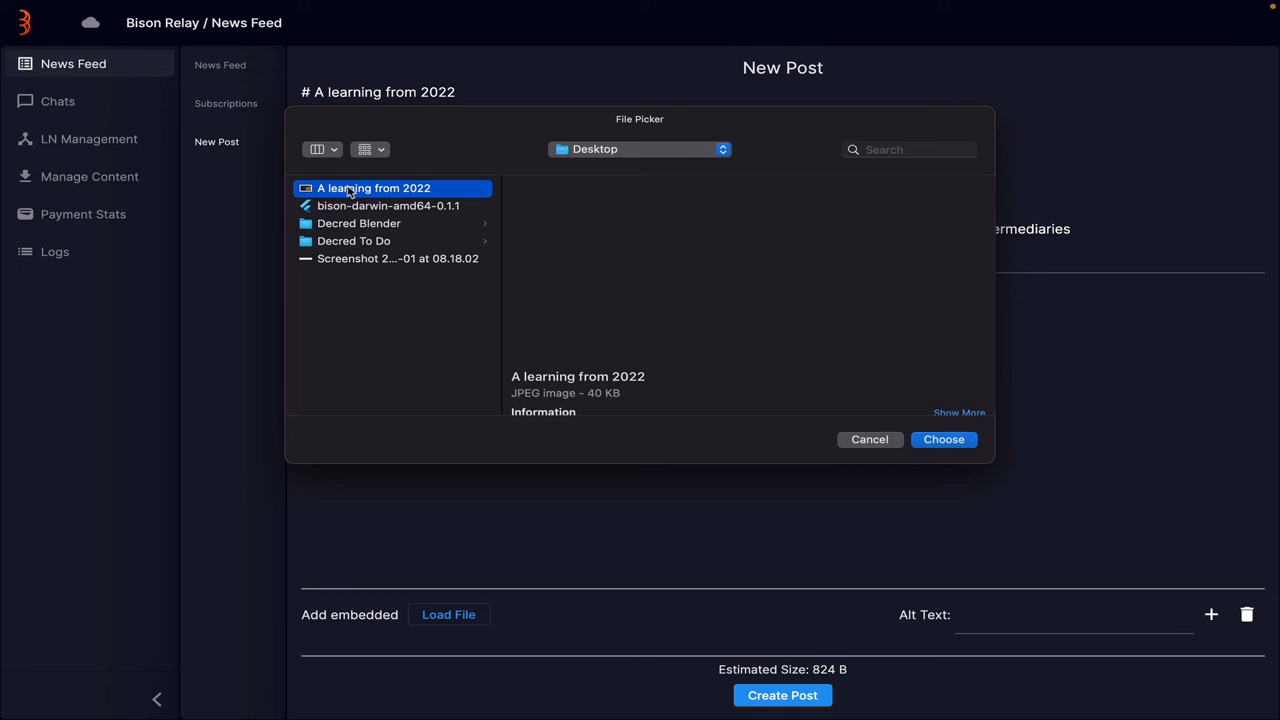 Bison Relay / News Feed
News Feed
Chats
LN Management
Manage Content
Payment Stats
Logs
News Feed
Subscriptions
New Post
New Post
# A learning from 2022
ermediaries
File Picker
Desktop
Search
A learning from 2022
bison-darwin-amd64-0.1.1
Decred Blender
Decred To Do
Screenshot 2...-01 at 08.18.02
A learning from 2022
JPEG image - 40 KB
Information
Show More
Cancel
Choose
Add embedded
Load File
Alt Text:
Estimated Size: 824 B
Create Post